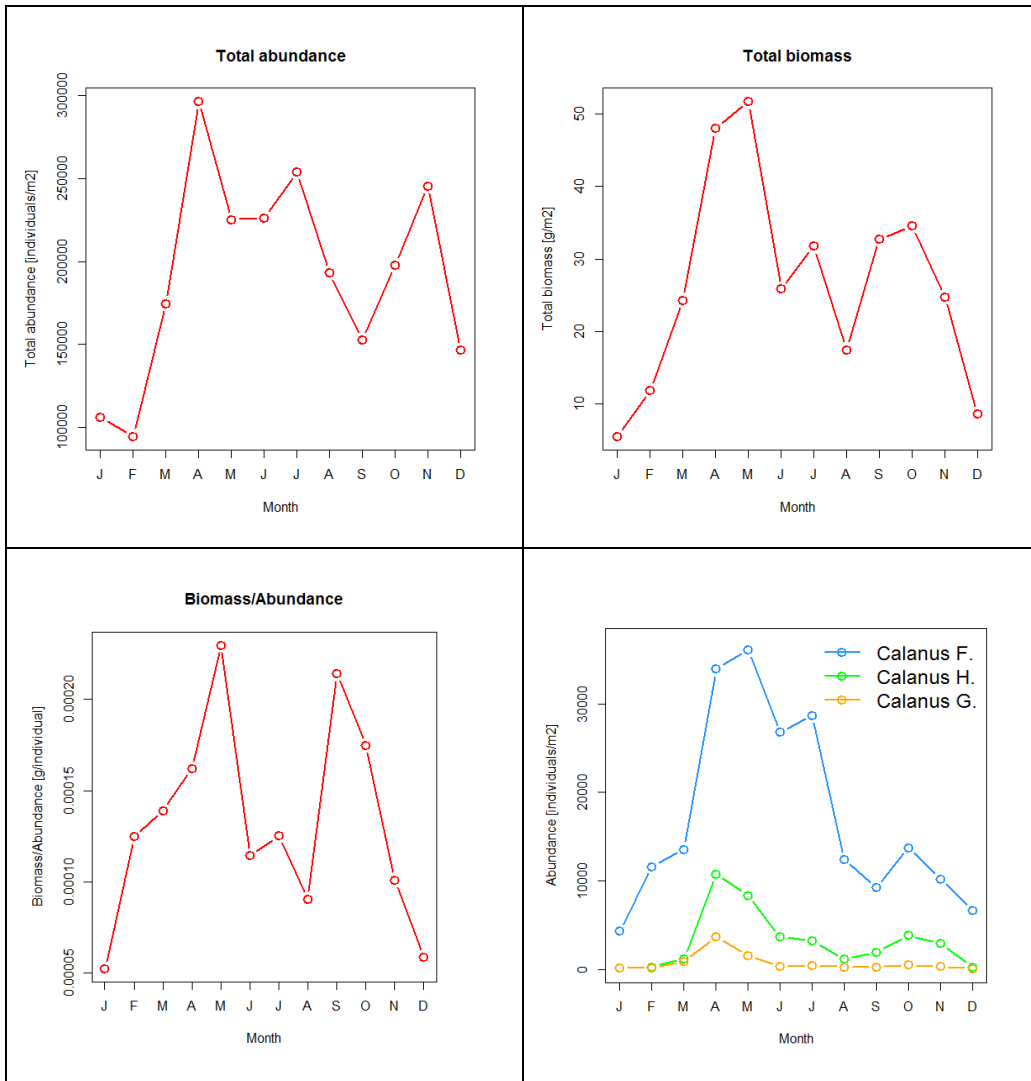 Total abundance
Total abundance [individuals/m2]
300000
250000
200000
150000
100000
J F M A M J J A S O N D
Month
Total biomass
Total biomass [g/m2]
50
40
30
20
10
J F M A M J J A S O N D
Month
Biomass/Abundance
Biomass/Abundance [g/individual]
0.00020
0.00015
0.00010
0.00005
J F M A M J J A S O N D
Month
Calanus F.
Calanus H.
Calanus G.
Abundance [individuals/m2]
30000
20000
10000
0
J F M A M J J A S O N D
Month